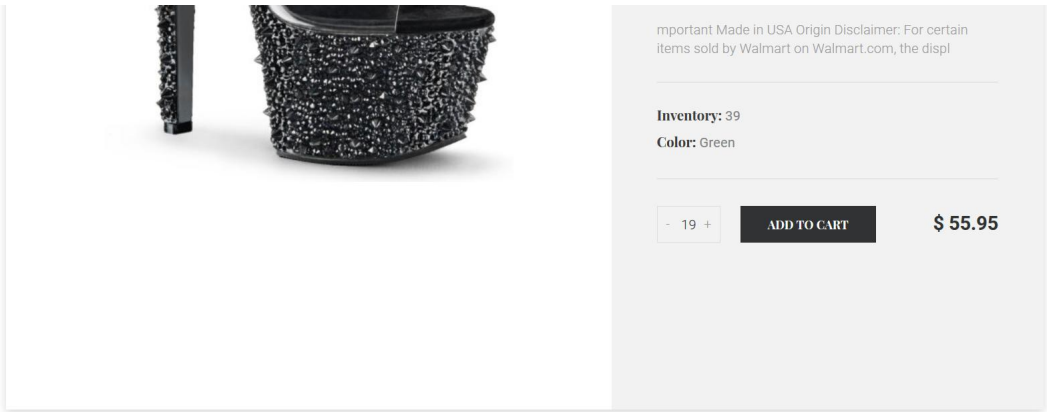 mportant Made in USA Origin Disclaimer: For certain
items sold by Walmart on Walmart.com, the displ
Inventory: 39
Color: Green
- 19 +
ADD TO CART
$ 55.95